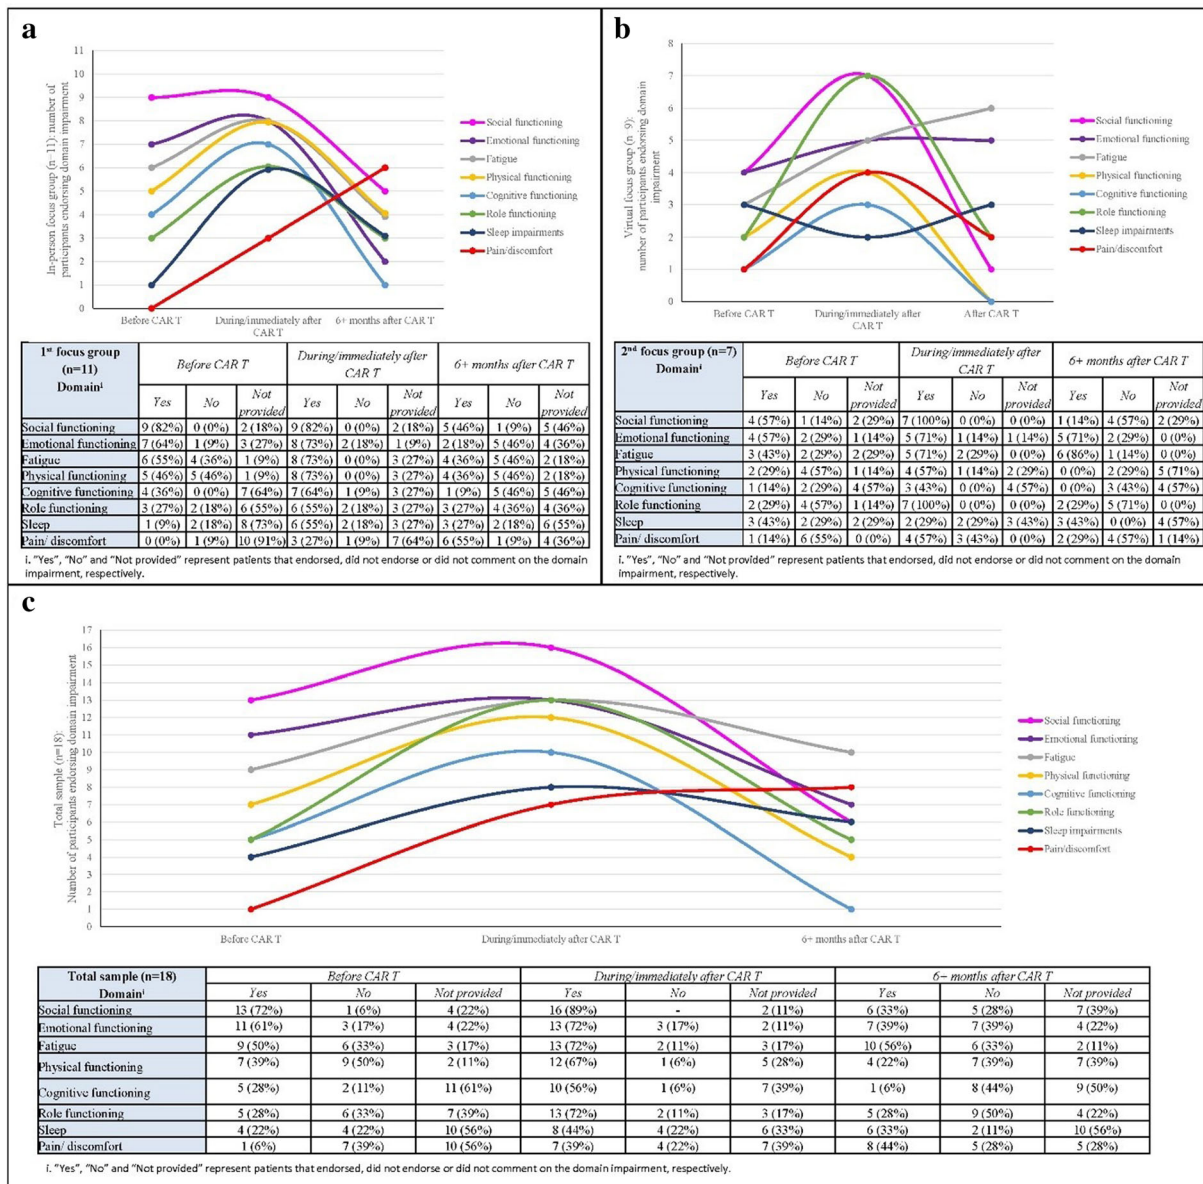 a
In-person focus group (n=11): number of
participants endorsing domain impairment
11
10
9
8
7
6
5
4
3
2
1
0
Before CAR T
During/immediately after
CAR T
6+ months after CAR T
Social functioning
Emotional functioning
Fatigue
Physical functioning
Cognitive functioning
Role functioning
Sleep impairments
Pain/discomfort
1st focus group
(n=11)
Domainⁱ
Before CAR T
During/immediately after
CAR T
6+ months after CAR T
Yes No Not provided Yes No Not provided Yes No Not provided
Social functioning 9 (82%) 0 (0%) 2 (18%) 9 (82%) 0 (0%) 2 (18%) 5 (46%) 1 (9%) 5 (46%)
Emotional functioning 7 (64%) 1 (9%) 3 (27%) 8 (73%) 2 (18%) 1 (9%) 2 (18%) 5 (46%) 4 (36%)
Fatigue 6 (55%) 4 (36%) 1 (9%) 8 (73%) 0 (0%) 3 (27%) 4 (36%) 5 (46%) 2 (18%)
Physical functioning 5 (46%) 5 (46%) 1 (9%) 8 (73%) 0 (0%) 3 (27%) 4 (36%) 5 (46%) 2 (18%)
Cognitive functioning 4 (36%) 0 (0%) 7 (64%) 7 (64%) 1 (9%) 3 (27%) 1 (9%) 5 (46%) 5 (46%)
Role functioning 3 (27%) 2 (18%) 6 (55%) 6 (55%) 2 (18%) 3 (27%) 3 (27%) 4 (36%) 4 (36%)
Sleep 1 (9%) 2 (18%) 8 (73%) 6 (55%) 2 (18%) 3 (27%) 3 (27%) 2 (18%) 6 (55%)
Pain/ discomfort 0 (0%) 1 (9%) 10 (91%) 3 (27%) 1 (9%) 7 (64%) 6 (55%) 1 (9%) 4 (36%)
i. "Yes", "No" and "Not provided" represent patients that endorsed, did not endorse or did not comment on the domain
impairment, respectively.
b
Virtual focus group (n=9):
number of participants endorsing domain
impairment
8
7
6
5
4
3
2
1
0
Before CAR T
During/immediately after
CAR T
After CAR T
Social functioning
Emotional functioning
Fatigue
Physical functioning
Cognitive functioning
Role functioning
Sleep impairments
Pain/discomfort
2nd focus group (n=7)
Domainⁱ
Before CAR T
During/immediately after
CAR T
6+ months after CAR T
Yes No Not provided Yes No Not provided Yes No Not provided
Social functioning 4 (57%) 1 (14%) 2 (29%) 7 (100%) 0 (0%) 0 (0%) 1 (14%) 4 (57%) 2 (29%)
Emotional functioning 4 (57%) 2 (29%) 1 (14%) 5 (71%) 1 (14%) 1 (14%) 5 (71%) 2 (29%) 0 (0%)
Fatigue 3 (43%) 2 (29%) 2 (29%) 5 (71%) 2 (29%) 0 (0%) 6 (86%) 1 (14%) 0 (0%)
Physical functioning 2 (29%) 4 (57%) 1 (14%) 4 (57%) 1 (14%) 2 (29%) 0 (0%) 2 (29%) 5 (71%)
Cognitive functioning 1 (14%) 2 (29%) 4 (57%) 3 (43%) 0 (0%) 4 (57%) 0 (0%) 3 (43%) 4 (57%)
Role functioning 2 (29%) 4 (57%) 1 (14%) 7 (100%) 0 (0%) 0 (0%) 2 (29%) 5 (71%) 0 (0%)
Sleep 3 (43%) 2 (29%) 2 (29%) 2 (29%) 2 (29%) 3 (43%) 3 (43%) 0 (0%) 4 (57%)
Pain/ discomfort 1 (14%) 6 (55%) 0 (0%) 4 (57%) 3 (43%) 0 (0%) 2 (29%) 4 (57%) 1 (14%)
i. "Yes", "No" and "Not provided" represent patients that endorsed, did not endorse or did not comment on the domain
impairment, respectively.
c
Total sample (n=18):
Number of participants endorsing domain impairment
17
16
15
14
13
12
11
10
9
8
7
6
5
4
3
2
1
0
Before CAR T
During/immediately after CAR T
6+ months after CAR T
Social functioning
Emotional functioning
Fatigue
Physical functioning
Cognitive functioning
Role functioning
Sleep impairments
Pain/discomfort
Total sample (n=18)
Domainⁱ
Before CAR T During/immediately after CAR T 6+ months after CAR T
Yes No Not provided Yes No Not provided Yes No Not provided
Social functioning 13 (72%) 1 (6%) 4 (22%) 16 (89%) - 2 (11%) 6 (33%) 5 (28%) 7 (39%)
Emotional functioning 11 (61%) 3 (17%) 4 (22%) 13 (72%) 3 (17%) 2 (11%) 7 (39%) 7 (39%) 4 (22%)
Fatigue 9 (50%) 6 (33%) 3 (17%) 13 (72%) 2 (11%) 3 (17%) 10 (56%) 6 (33%) 2 (11%)
Physical functioning 7 (39%) 9 (50%) 2 (11%) 12 (67%) 1 (6%) 5 (28%) 4 (22%) 7 (39%) 7 (39%)
Cognitive functioning 5 (28%) 2 (11%) 11 (61%) 10 (56%) 1 (6%) 7 (39%) 1 (6%) 8 (44%) 9 (50%)
Role functioning 5 (28%) 6 (33%) 7 (39%) 13 (72%) 2 (11%) 3 (17%) 5 (28%) 9 (50%) 4 (22%)
Sleep 4 (22%) 4 (22%) 10 (56%) 8 (44%) 4 (22%) 6 (33%) 6 (33%) 2 (11%) 10 (56%)
Pain/ discomfort 1 (6%) 7 (39%) 10 (56%) 7 (39%) 4 (22%) 7 (39%) 8 (44%) 5 (28%) 5 (28%)
i. "Yes", "No" and "Not provided" represent patients that endorsed, did not endorse or did not comment on the domain impairment, respectively.